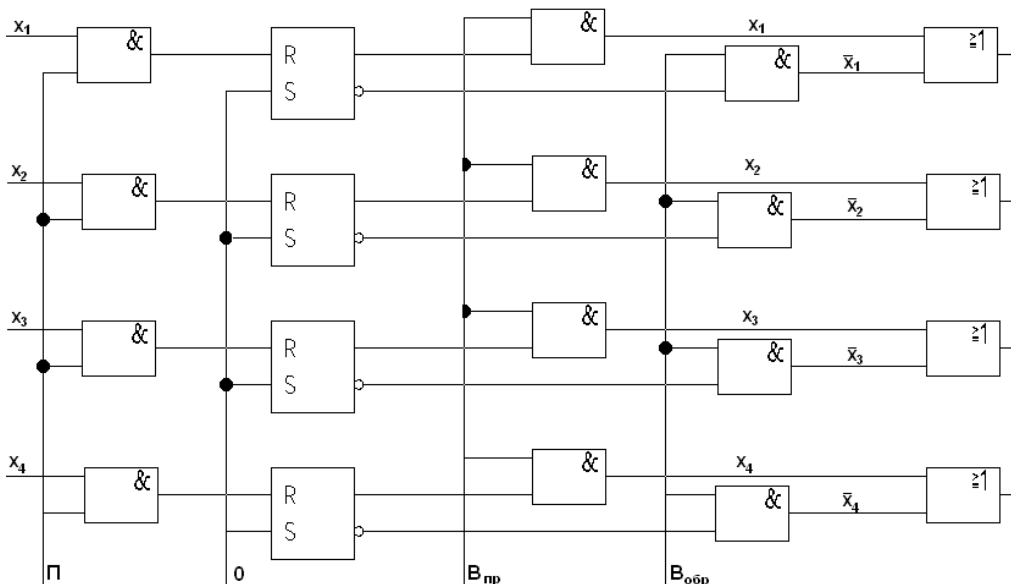 x₁ & R S & x₁ & x̄₁ ≧1
x₂ & R S & x₂ & x̄₂ ≧1
x₃ & R S & x₃ & x̄₃ ≧1
x₄ & R S & x₄ & x̄₄ ≧1
П 0 Bпр Bобр